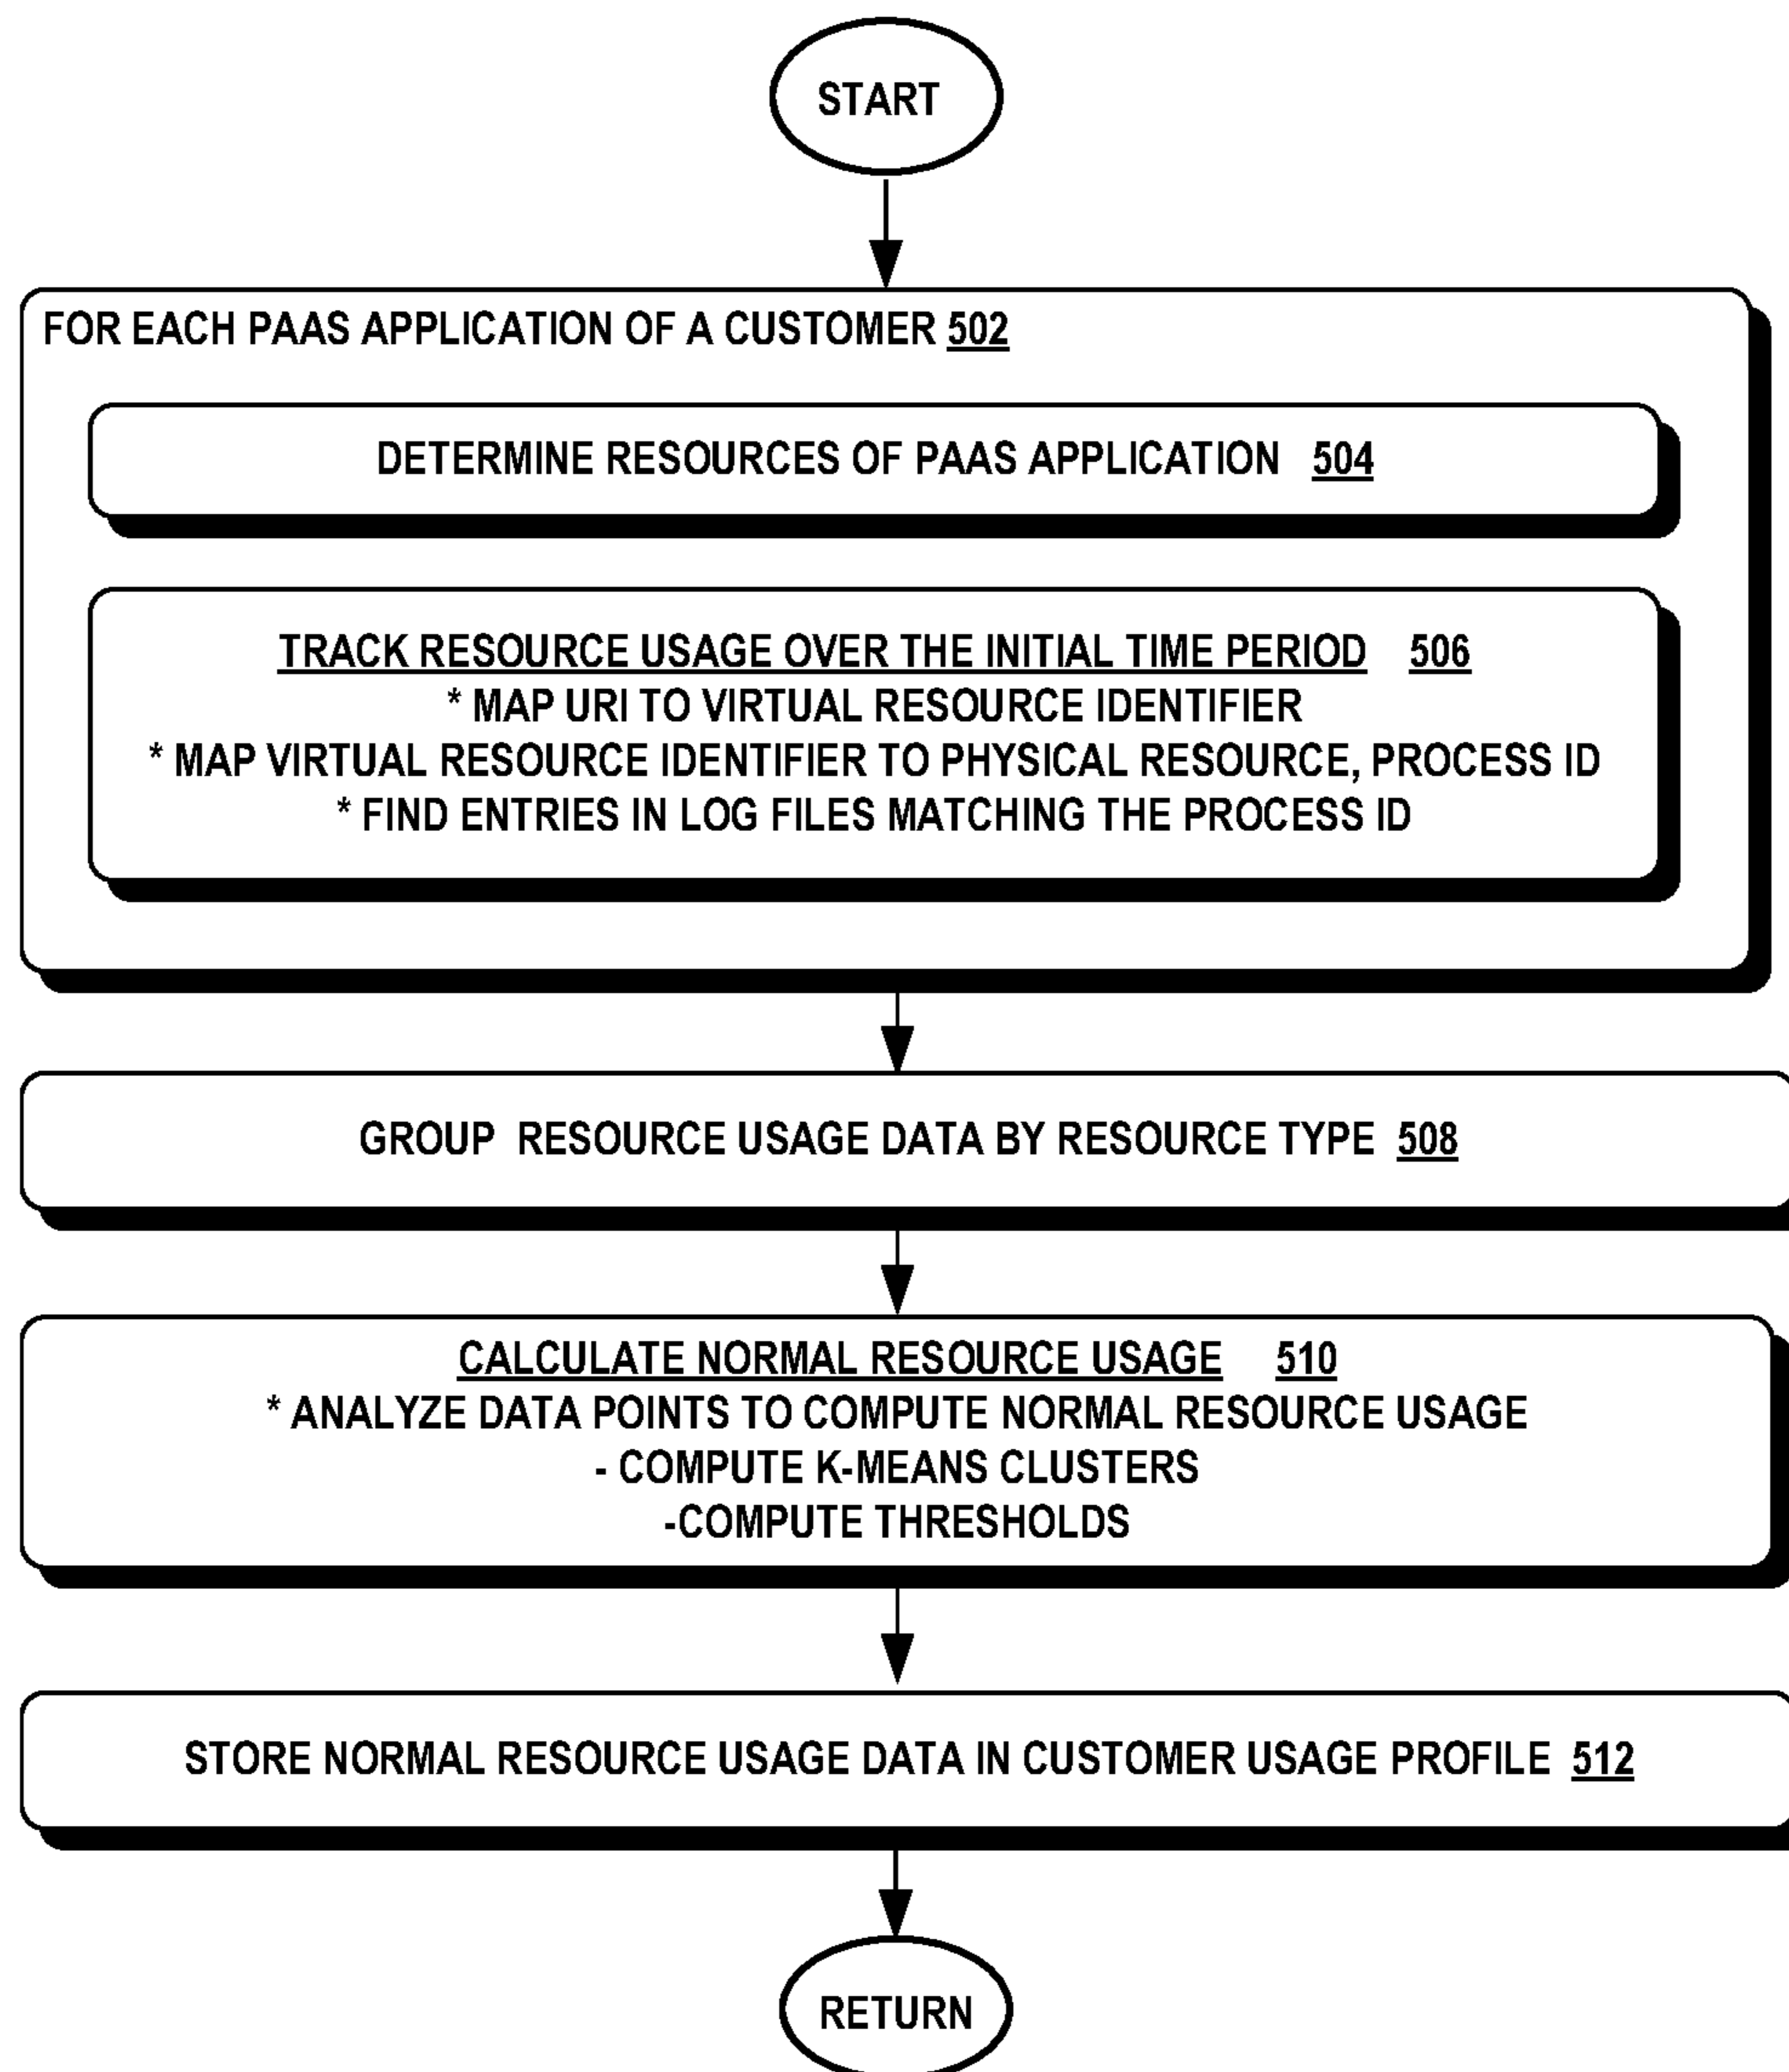 START
FOR EACH PAAS APPLICATION OF A CUSTOMER 502
DETERMINE RESOURCES OF PAAS APPLICATION 504
TRACK RESOURCE USAGE OVER THE INITIAL TIME PERIOD 506
* MAP URI TO VIRTUAL RESOURCE IDENTIFIER
* MAP VIRTUAL RESOURCE IDENTIFIER TO PHYSICAL RESOURCE, PROCESS ID
* FIND ENTRIES IN LOG FILES MATCHING THE PROCESS ID
GROUP RESOURCE USAGE DATA BY RESOURCE TYPE 508
CALCULATE NORMAL RESOURCE USAGE 510
* ANALYZE DATA POINTS TO COMPUTE NORMAL RESOURCE USAGE
- COMPUTE K-MEANS CLUSTERS
-COMPUTE THRESHOLDS
STORE NORMAL RESOURCE USAGE DATA IN CUSTOMER USAGE PROFILE 512
RETURN